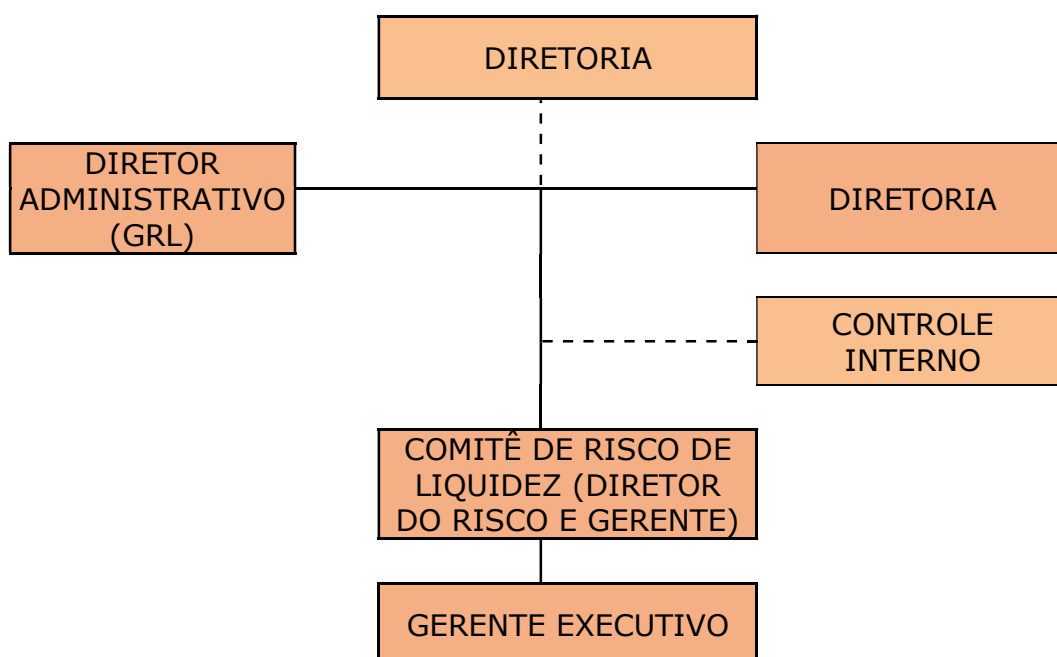 DIRETORIA
DIRETOR
ADMINISTRATIVO
(GRL)
DIRETORIA
CONTROLE
INTERNO
COMITÊ DE RISCO DE
LIQUIDEZ (DIRETOR
DO RISCO E GERENTE)
GERENTE EXECUTIVO